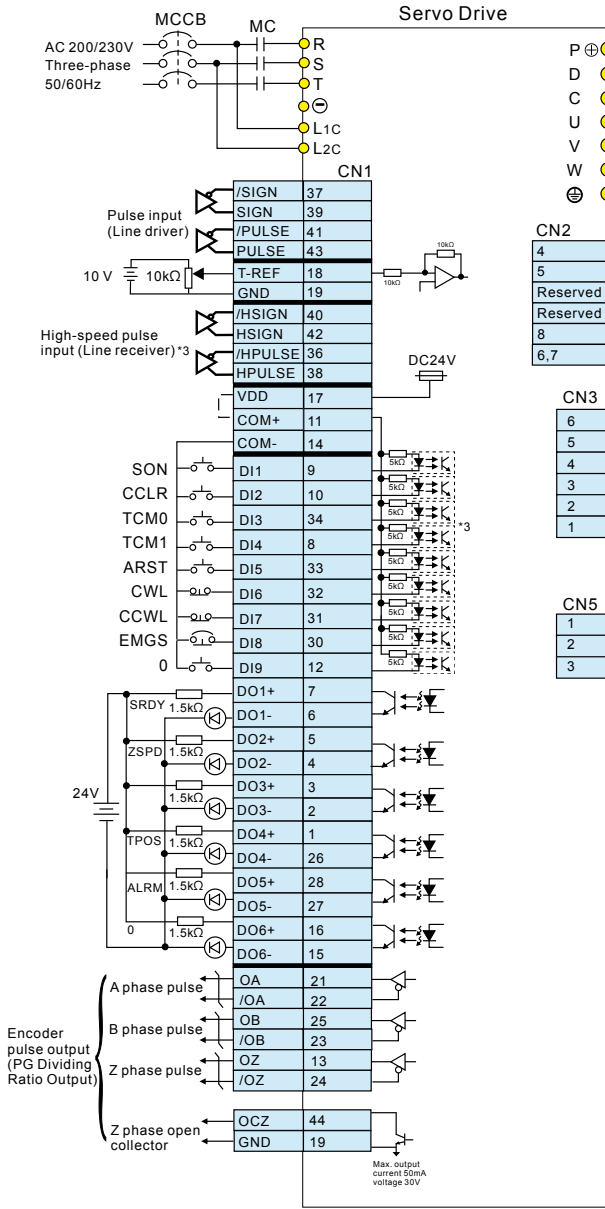 Servo Drive
MCCB
MC
AC 200/230V
Three-phase
50/60Hz
R
S
T
L1C
L2C
P
D
C
U
V
W
CN1
/SIGN 37
SIGN 39
/PULSE 41
PULSE 43
T-REF 18
GND 19
/HSIGN 40
HSIGN 42
/HPULSE 36
HPULSE 38
VDD 17
COM+ 11
COM- 14
DI1 9
DI2 10
DI3 34
DI4 8
DI5 33
DI6 32
DI7 31
DI8 30
DI9 12
DO1+ 7
DO1- 6
DO2+ 5
DO2- 4
DO3+ 3
DO3- 2
DO4+ 1
DO4- 26
DO5+ 28
DO5- 27
DO6+ 16
DO6- 15
OA 21
/OA 22
OB 25
/OB 23
OZ 13
/OZ 24
OCZ 44
GND 19
Pulse input
(Line driver)
10 V
10kΩ
High-speed pulse
input (Line receiver) *3
10kΩ
10kΩ
DC24V
SON
CCLR
TCM0
TCM1
ARST
CWL
CCWL
EMGS
0
5kΩ
5kΩ
5kΩ
5kΩ
5kΩ
5kΩ
5kΩ
5kΩ
5kΩ
*3
24V
SRDY 1.5kΩ
ZSPD 1.5kΩ
1.5kΩ
TPOS 1.5kΩ
ALRM 1.5kΩ
0 1.5kΩ
A phase pulse
B phase pulse
Z phase pulse
Encoder
pulse output
(PG Dividing
Ratio Output)
Z phase open
collector
Max. output
current 50mA
voltage 30V
CN2
4
5
Reserved
Reserved
8
6,7
CN3
6
5
4
3
2
1
CN5
1
2
3